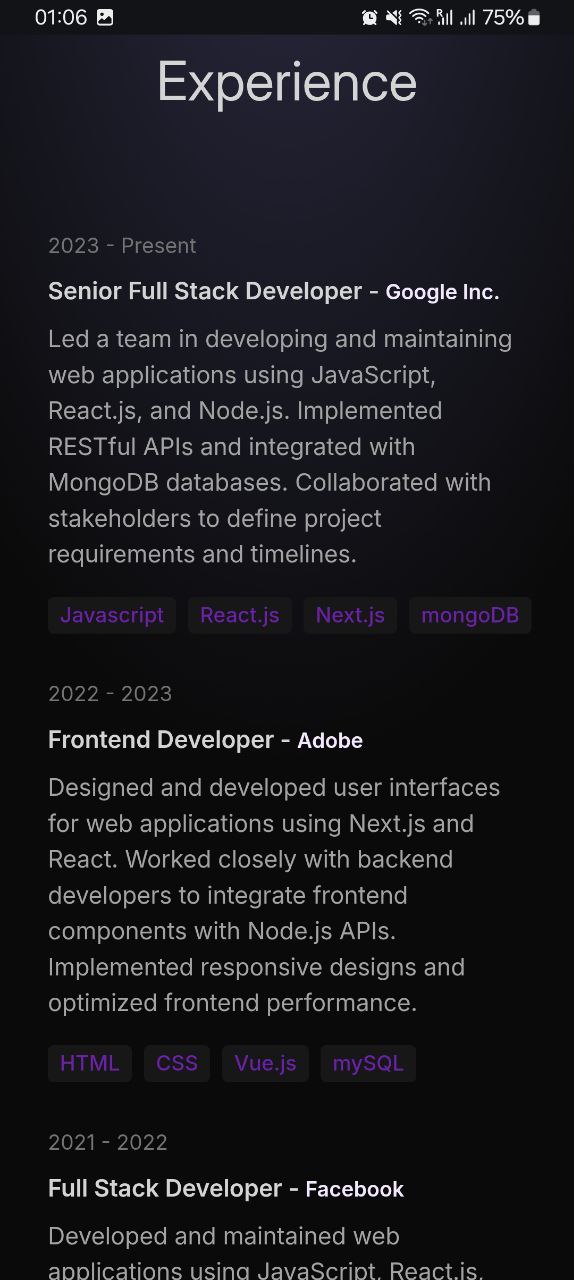 01:06 75%
Experience
2023 - Present
Senior Full Stack Developer - Google Inc.
Led a team in developing and maintaining
web applications using JavaScript,
React.js, and Node.js. Implemented
RESTful APIs and integrated with
MongoDB databases. Collaborated with
stakeholders to define project
requirements and timelines.
Javascript React.js Next.js mongoDB
2022 - 2023
Frontend Developer - Adobe
Designed and developed user interfaces
for web applications using Next.js and
React. Worked closely with backend
developers to integrate frontend
components with Node.js APIs.
Implemented responsive designs and
optimized frontend performance.
HTML CSS Vue.js mySQL
2021 - 2022
Full Stack Developer - Facebook
Developed and maintained web
applications using JavaScript, React.js,